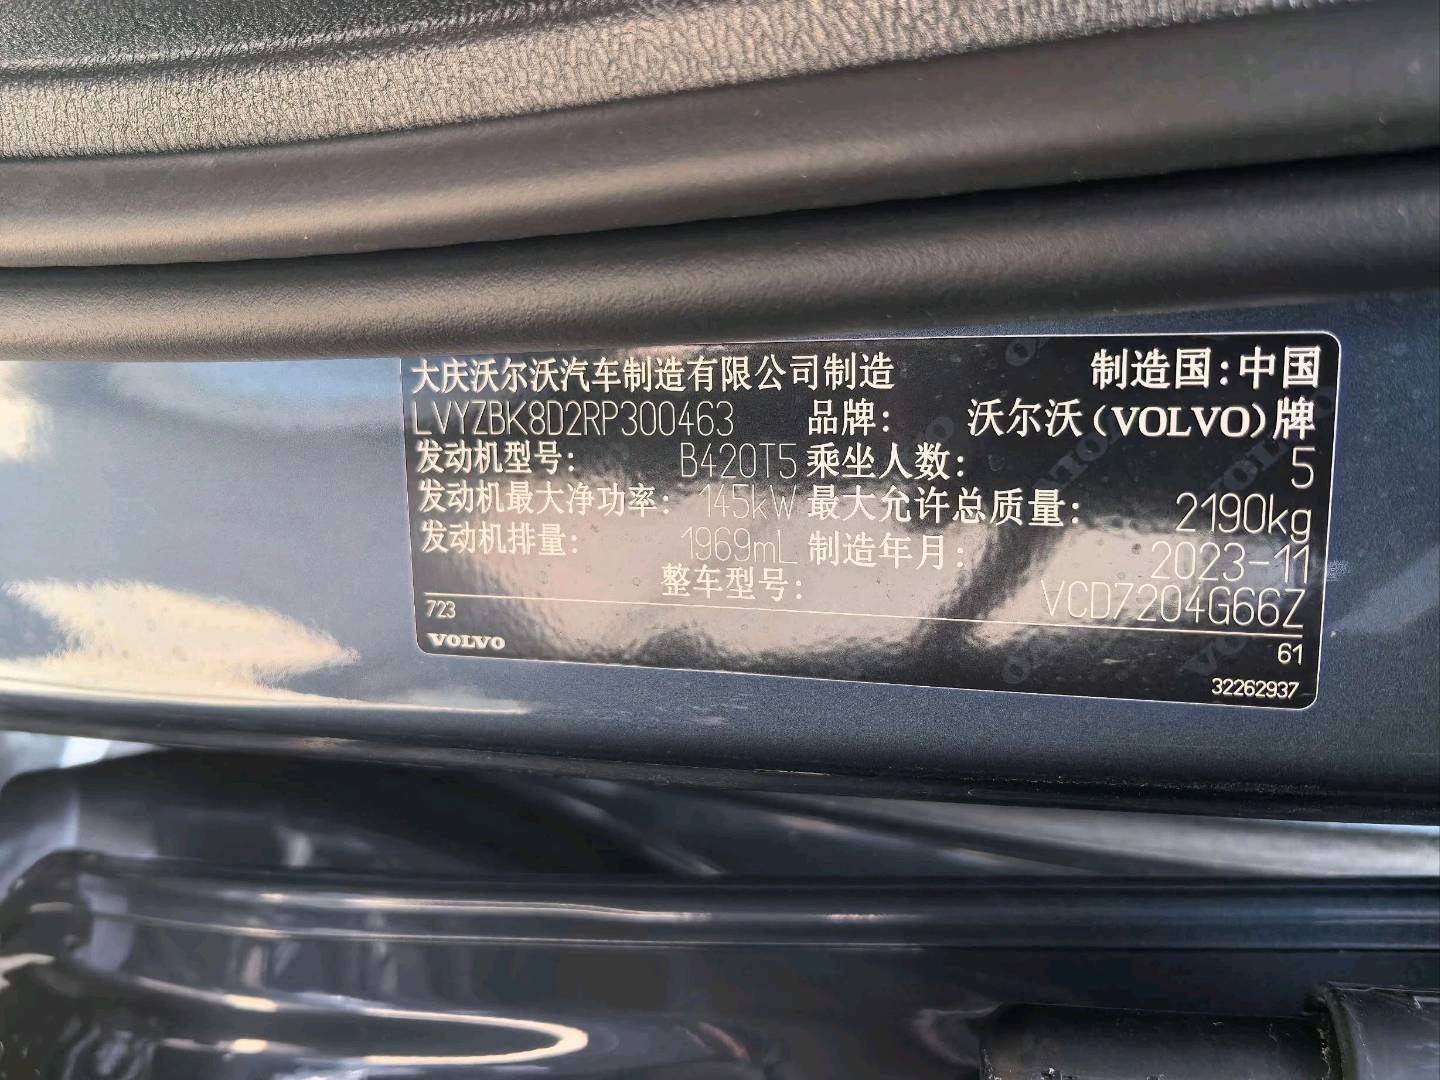 大庆沃尔沃汽车制造有限公司制造 制造国:中国
LVYZBK8D2RP300463 品牌: 沃尔沃(VOLVO)牌
发动机型号: B420T5 乘坐人数: 5
发动机最大净功率: 145kW 最大允许总质量: 2190kg
发动机排量: 1969mL 制造年月: 2023-11
整车型号: VCD7204G66Z
723
VOLVO
61
32262937